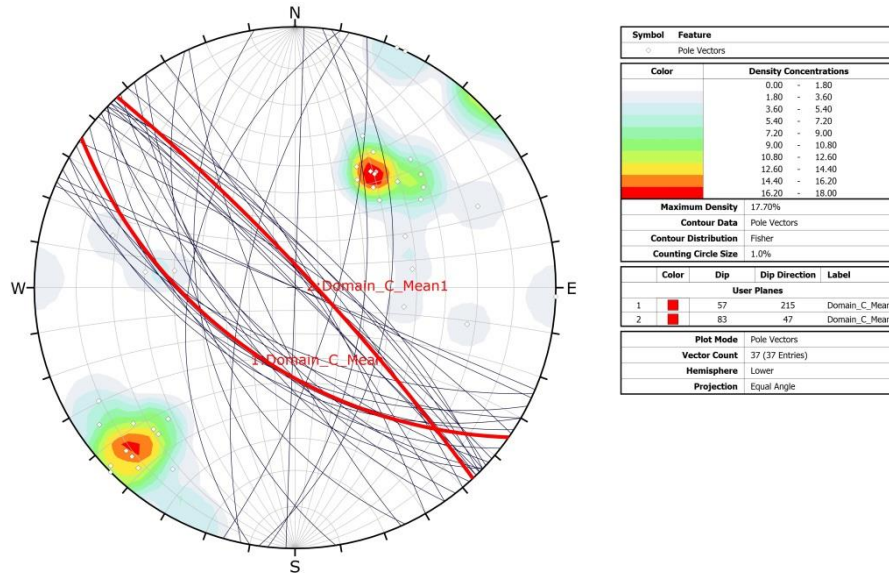 N
W
E
S
2:Domain_C_Mean1
1:Domain_C_Mean
Symbol Feature
Pole Vectors
Color Density Concentrations
0.00 - 1.80
1.80 - 3.60
3.60 - 5.40
5.40 - 7.20
7.20 - 9.00
9.00 - 10.80
10.80 - 12.60
12.60 - 14.40
14.40 - 16.20
16.20 - 18.00
Maximum Density 17.70%
Contour Data Pole Vectors
Contour Distribution Fisher
Counting Circle Size 1.0%
Color Dip Dip Direction Label
User Planes
1 57 215 Domain_C_Mean
2 83 47 Domain_C_Mean
Plot Mode Pole Vectors
Vector Count 37 (37 Entries)
Hemisphere Lower
Projection Equal Angle